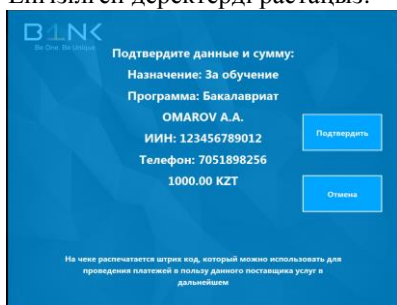 Енгізілген деректерді растаңыз:
B1NK
Be One. Be Unique
Подтвердите данные и сумму:
Назначение: За обучение
Программа: Бакалавриат
OMAROV A.A.
ИИН: 123456789012
Подтвердить
Телефон: 7051898256
1000.00 KZT
Отмена
На чеке распечатается штрих код, который можно использовать для
проведения платежей в пользу данного поставщика услуг в
дальнейшем